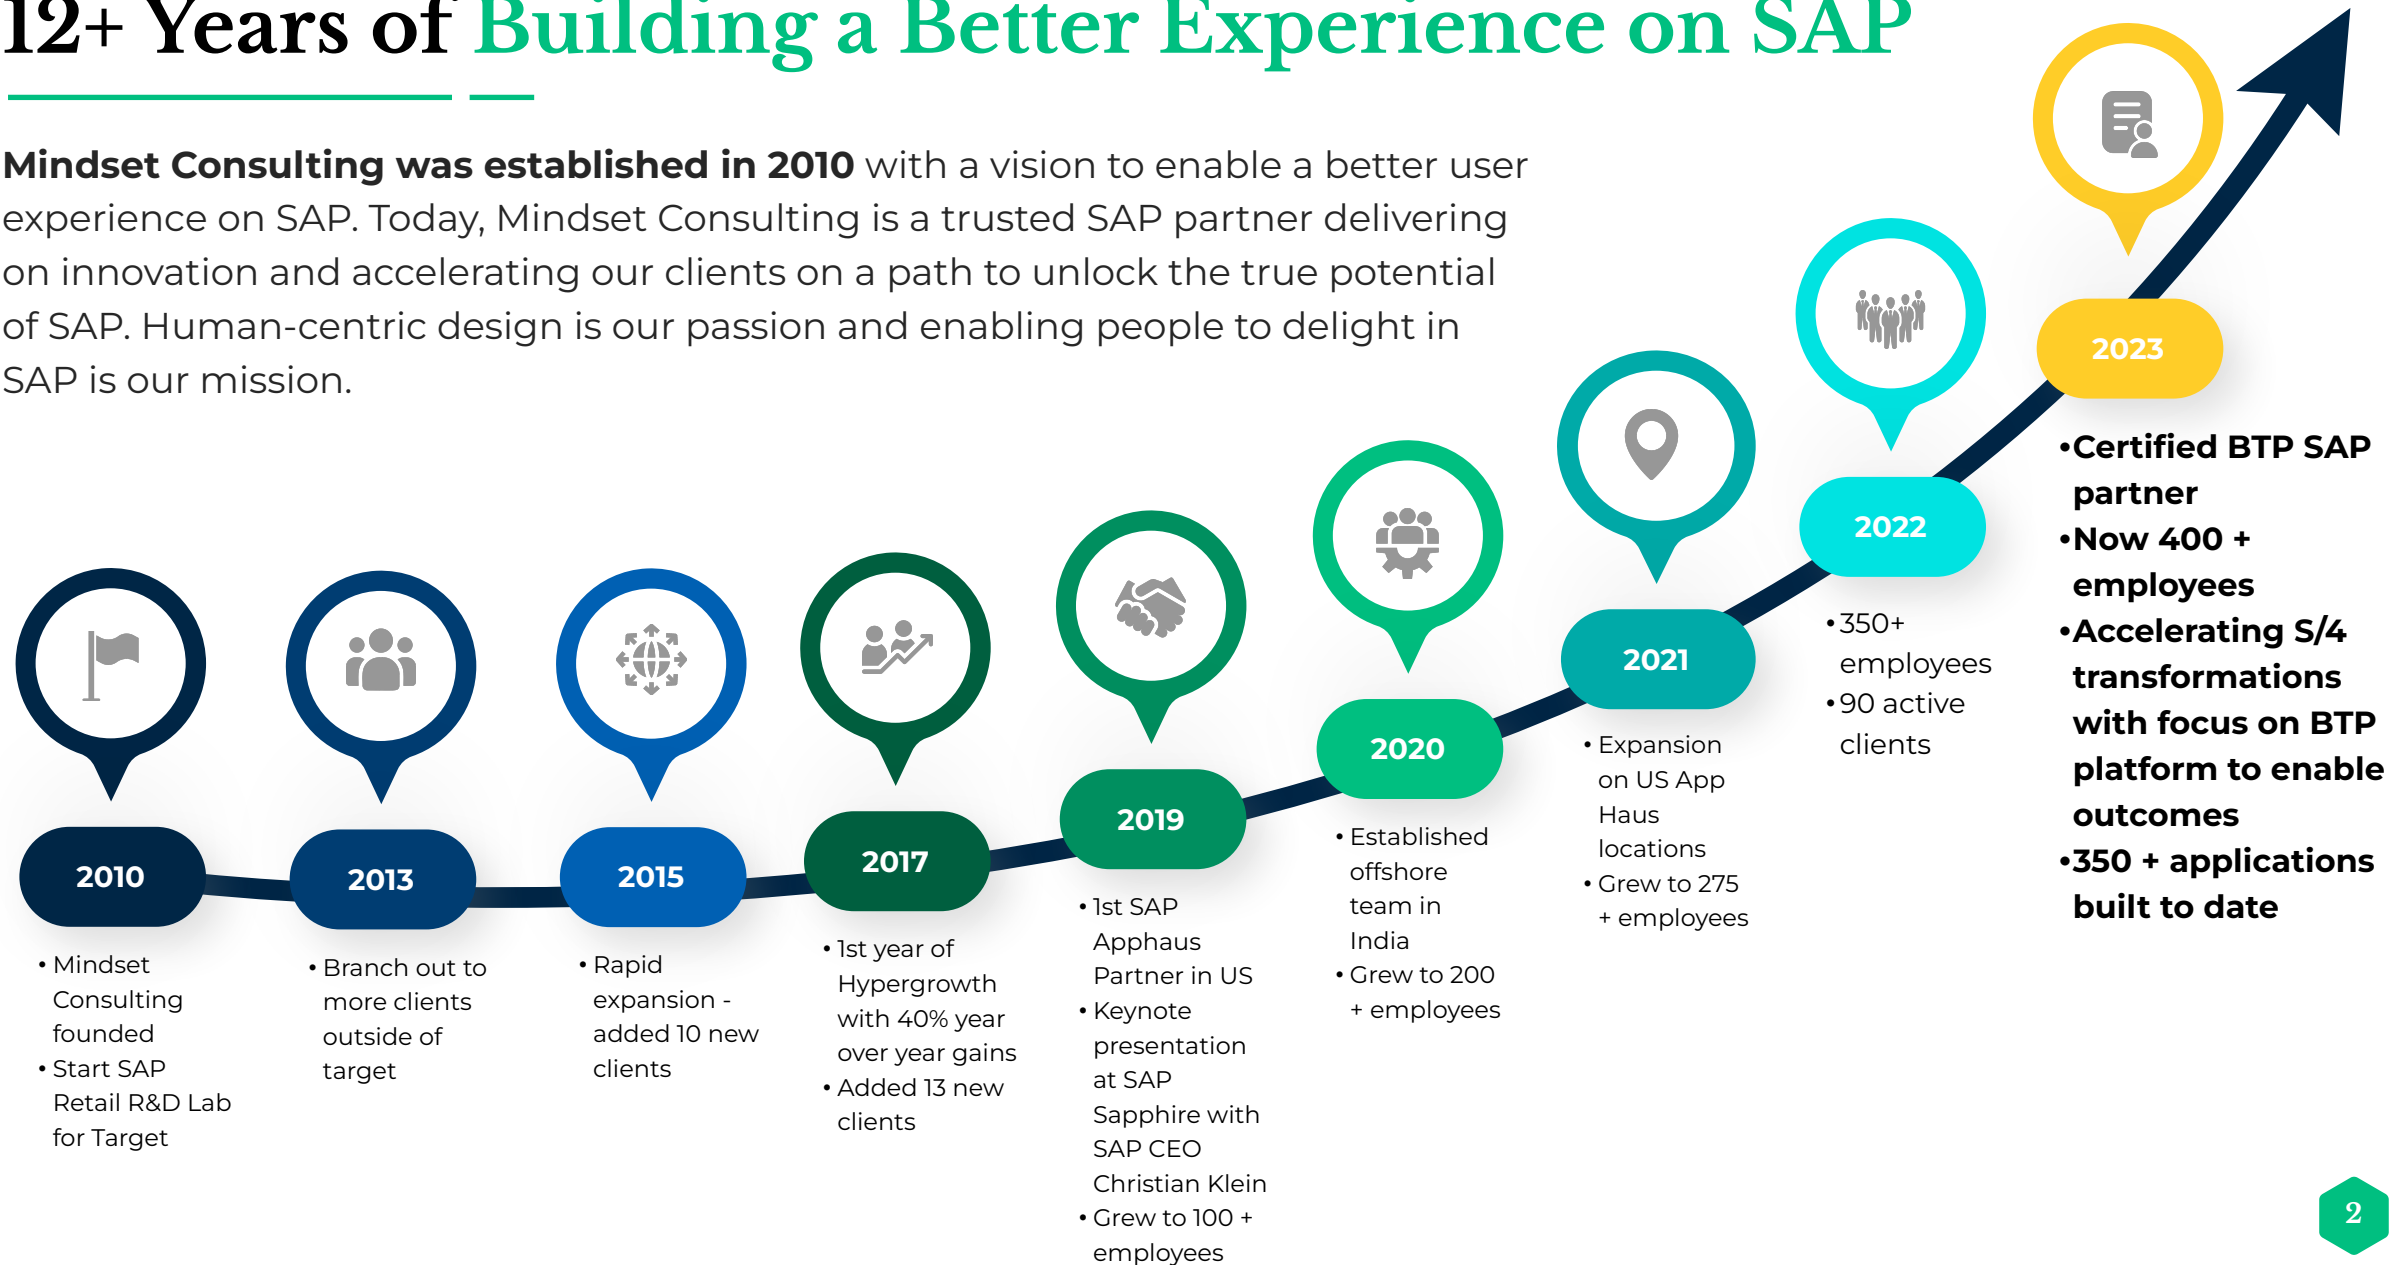 12+ Years of Building a Better Experience on SAP
Mindset Consulting was established in 2010 with a vision to enable a better user
experience on SAP. Today, Mindset Consulting is a trusted SAP partner delivering
on innovation and accelerating our clients on a path to unlock the true potential
of SAP. Human-centric design is our passion and enabling people to delight in
SAP is our mission.
2010
• Mindset
Consulting
founded
• Start SAP
Retail R&D Lab
for Target
2013
• Branch out to
more clients
outside of
target
2015
• Rapid
expansion -
added 10 new
clients
2017
• 1st year of
Hypergrowth
with 40% year
over year gains
• Added 13 new
clients
2019
• 1st SAP
Apphaus
Partner in US
• Keynote
presentation
at SAP
Sapphire with
SAP CEO
Christian Klein
• Grew to 100 +
employees
2020
• Established
offshore
team in
India
• Grew to 200
+ employees
2021
• Expansion
on US App
Haus
locations
• Grew to 275
+ employees
2022
• 350+
employees
• 90 active
clients
2023
•Certified BTP SAP
partner
•Now 400 +
employees
•Accelerating S/4
transformations
with focus on BTP
platform to enable
outcomes
•350 + applications
built to date
2